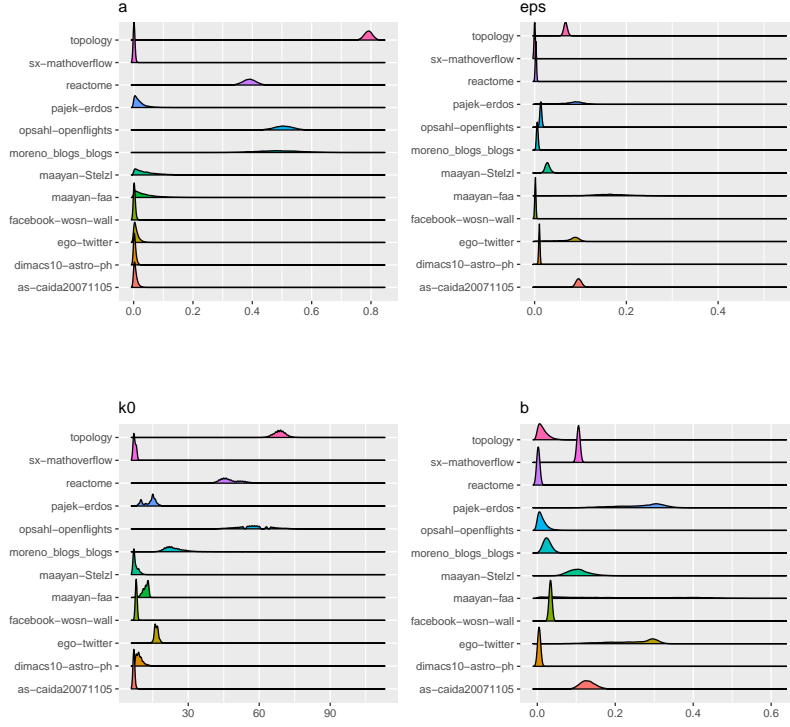 a
topology
sx−mathoverflow
reactome
pajek−erdos
opsahl−openflights
moreno_blogs_blogs
maayan−Stelzl
maayan−faa
facebook−wosn−wall
ego−twitter
dimacs10−astro−ph
as−caida20071105
0.0 0.2 0.4 0.6 0.8
eps
topology
sx−mathoverflow
reactome
pajek−erdos
opsahl−openflights
moreno_blogs_blogs
maayan−Stelzl
maayan−faa
facebook−wosn−wall
ego−twitter
dimacs10−astro−ph
as−caida20071105
0.0 0.2 0.4
k0
topology
sx−mathoverflow
reactome
pajek−erdos
opsahl−openflights
moreno_blogs_blogs
maayan−Stelzl
maayan−faa
facebook−wosn−wall
ego−twitter
dimacs10−astro−ph
as−caida20071105
30 60 90
b
topology
sx−mathoverflow
reactome
pajek−erdos
opsahl−openflights
moreno_blogs_blogs
maayan−Stelzl
maayan−faa
facebook−wosn−wall
ego−twitter
dimacs10−astro−ph
as−caida20071105
0.0 0.2 0.4 0.6